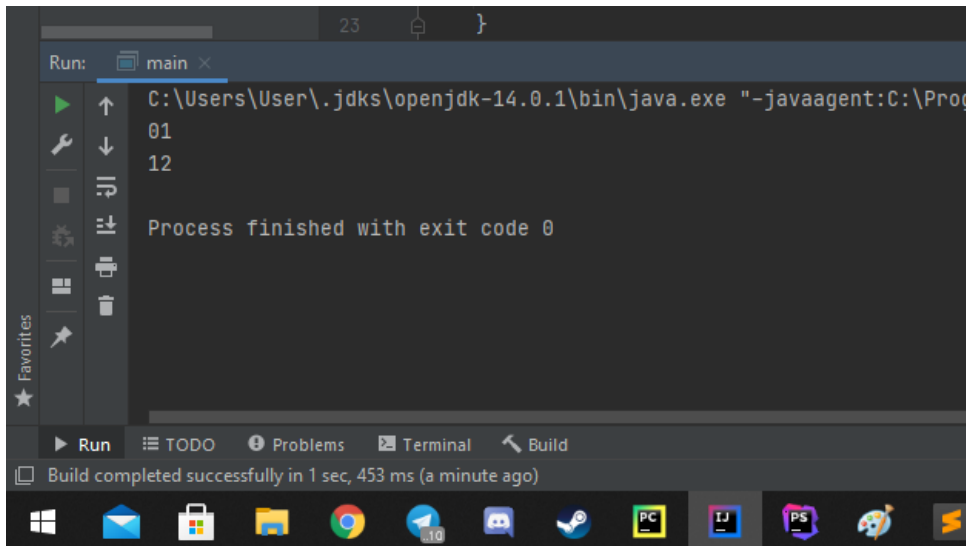 23 }
Run: main ×
C:\Users\User\.jdks\openjdk-14.0.1\bin\java.exe "-javaagent:C:\Prog
01
12
Process finished with exit code 0
Favorites
Run TODO Problems Terminal Build
Build completed successfully in 1 sec, 453 ms (a minute ago)
.10 PC IJ PS